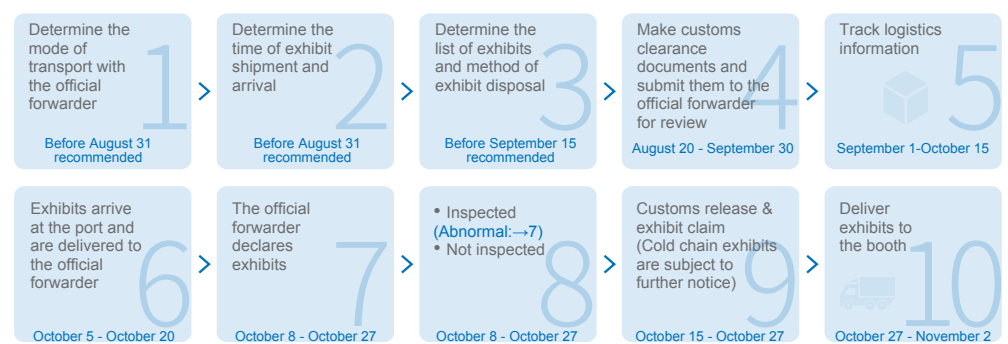 1
Determine the
mode of
transport with
the official
forwarder
Before August 31
recommended
2
Determine the
time of exhibit
shipment and
arrival
Before August 31
recommended
3
Determine the
list of exhibits
and method of
exhibit disposal
Before September 15
recommended
4
Make customs
clearance
documents and
submit them to the
official forwarder
for review
August 20 - September 30
5
Track logistics
information
September 1-October 15
6
Exhibits arrive
at the port and
are delivered to
the official
forwarder
October 5 - October 20
7
The official
forwarder
declares
exhibits
October 8 - October 27
8
• Inspected
(Abnormal:→7)
• Not inspected
October 8 - October 27
9
Customs release &
exhibit claim
(Cold chain exhibits
are subject to
further notice)
October 15 - October 27
10
Deliver
exhibits to
the booth
October 27 - November 2